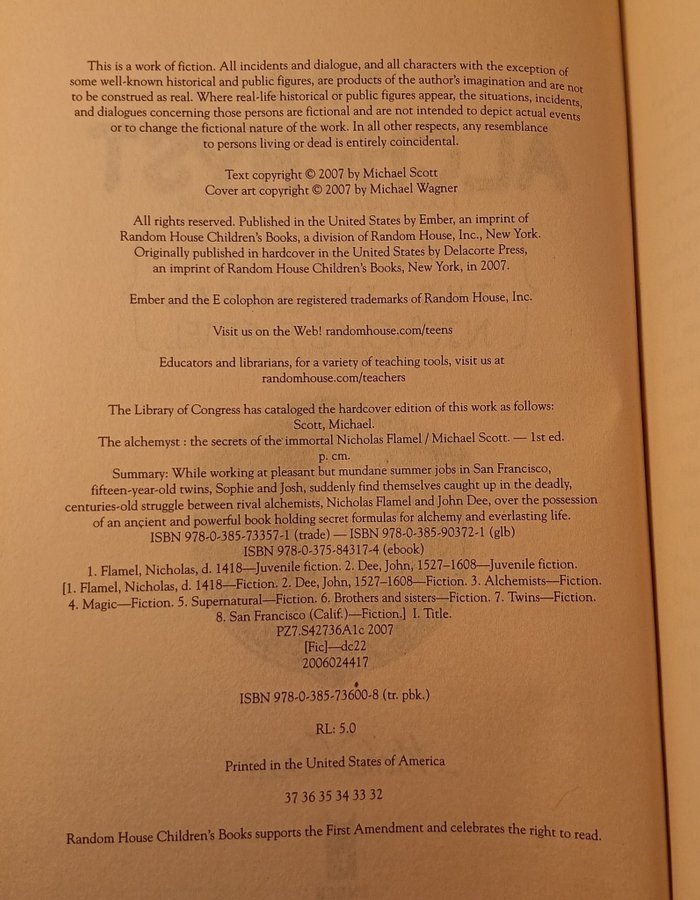 This is a work of fiction. All incidents and dialogue, and all characters with the exception of
some well-known historical and public figures, are products of the author's imagination and are not
to be construed as real. Where real-life historical or public figures appear, the situations, incidents,
and dialogues concerning those persons are fictional and are not intended to depict actual events
or to change the fictional nature of the work. In all other respects, any resemblance
to persons living or dead is entirely coincidental.
Text copyright © 2007 by Michael Scott
Cover art copyright © 2007 by Michael Wagner
All rights reserved. Published in the United States by Ember, an imprint of
Random House Children's Books, a division of Random House, Inc., New York.
Originally published in hardcover in the United States by Delacorte Press,
an imprint of Random House Children's Books, New York, in 2007.
Ember and the E colophon are registered trademarks of Random House, Inc.
Visit us on the Web! randomhouse.com/teens
Educators and librarians, for a variety of teaching tools, visit us at
randomhouse.com/teachers
The Library of Congress has cataloged the hardcover edition of this work as follows:
Scott, Michael.
The alchemyst : the secrets of the immortal Nicholas Flamel / Michael Scott. — 1st ed.
p. cm.
Summary: While working at pleasant but mundane summer jobs in San Francisco,
fifteen-year-old twins, Sophie and Josh, suddenly find themselves caught up in the deadly,
centuries-old struggle between rival alchemists, Nicholas Flamel and John Dee, over the possession
of an ancient and powerful book holding secret formulas for alchemy and everlasting life.
ISBN 978-0-385-73357-1 (trade) — ISBN 978-0-385-90372-1 (glb)
ISBN 978-0-375-84317-4 (ebook)
1. Flamel, Nicholas, d. 1418—Juvenile fiction. 2. Dee, John, 1527–1608—Juvenile fiction.
[1. Flamel, Nicholas, d. 1418—Fiction. 2. Dee, John, 1527–1608—Fiction. 3. Alchemists—Fiction.
4. Magic—Fiction. 5. Supernatural—Fiction. 6. Brothers and sisters—Fiction. 7. Twins—Fiction.
8. San Francisco (Calif.)—Fiction.] I. Title.
PZ7.S42736A1c 2007
[Fic]—dc22
2006024417
ISBN 978-0-385-73600-8 (tr. pbk.)
RL: 5.0
Printed in the United States of America
37 36 35 34 33 32
Random House Children's Books supports the First Amendment and celebrates the right to read.